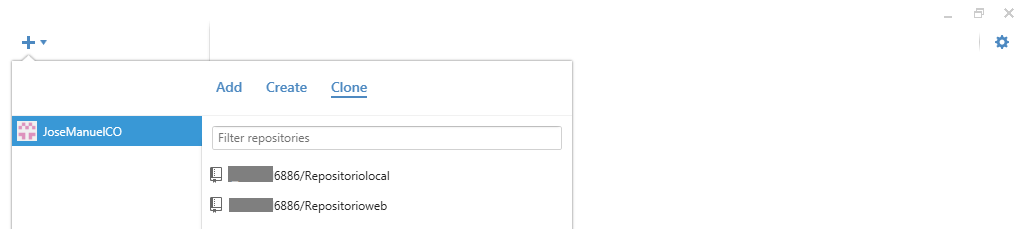 Add Create Clone
JoseManuelCO
Filter repositories
6886/Repositoriolocal
6886/Repositorioweb